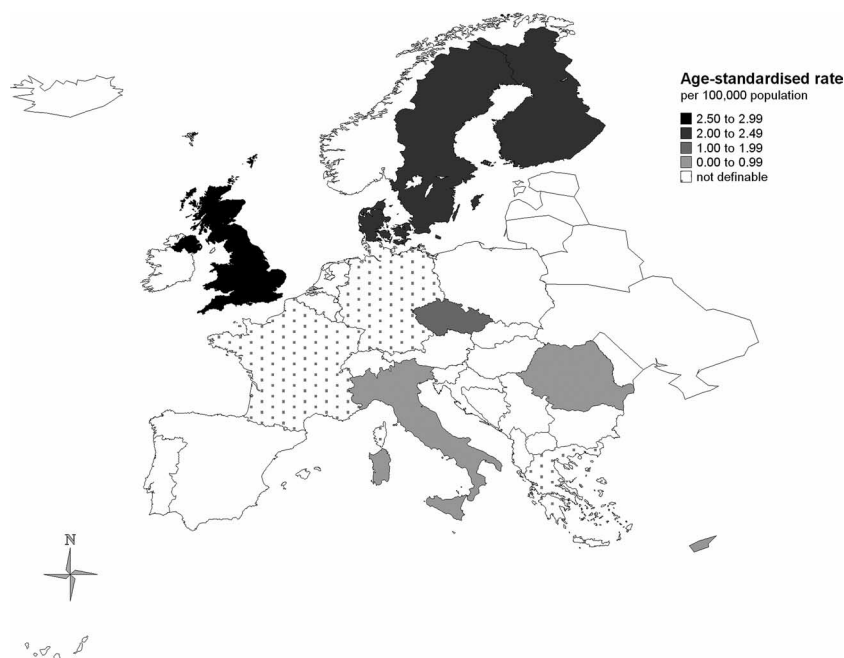 Age-standardised rate
per 100,000 population
2.50 to 2.99
2.00 to 2.49
1.00 to 1.99
0.00 to 0.99
not definable
N